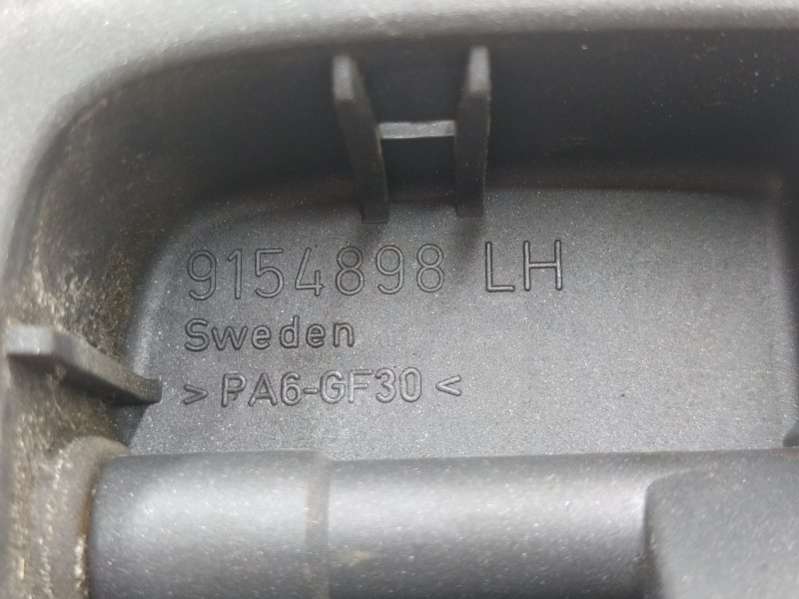 9154898 LH
Sweden
> PA6-GF30 <